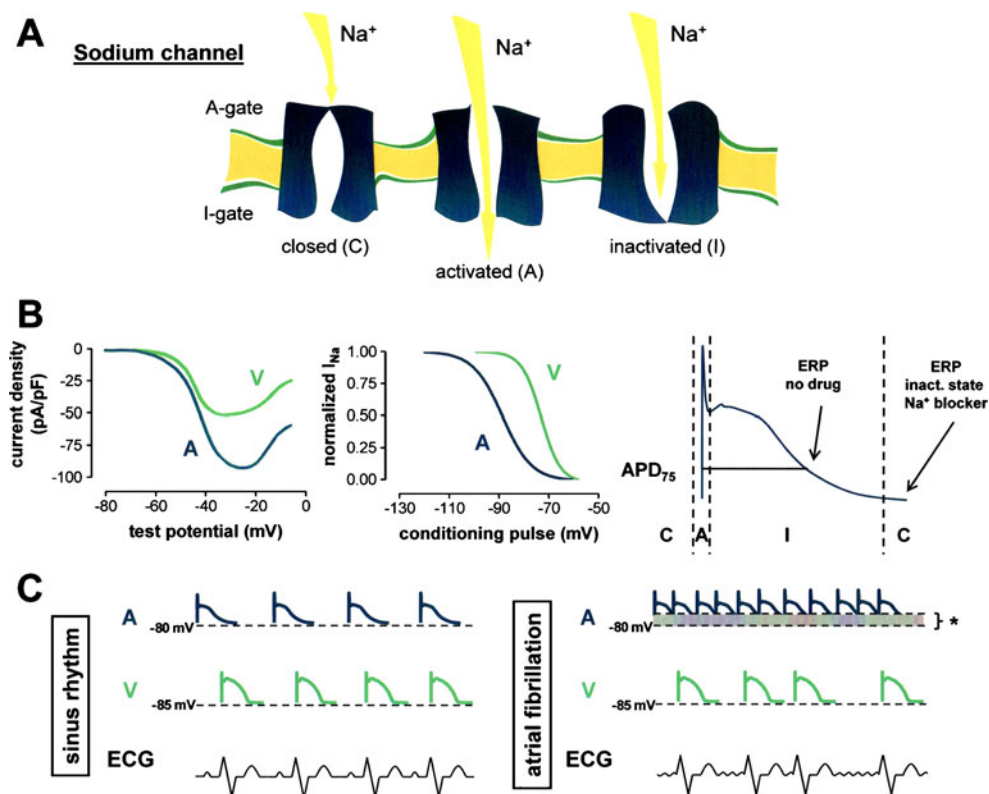 A
Sodium channel
Na⁺
Na⁺
Na⁺
A-gate
I-gate
closed (C)
activated (A)
inactivated (I)
B
current density
(pA/pF)
0
-25
-50
-75
-100
V
A
-80
-60
-40
-20
0
test potential (mV)
normalized I_Na
1.00
0.75
0.50
0.25
0
V
A
-130
-110
-90
-70
-50
conditioning pulse (mV)
ERP
no drug
ERP
inact. state
Na⁺ blocker
APD₇₅
C
A
I
C
C
sinus rhythm
A
-80 mV
V
-85 mV
ECG
atrial fibrillation
A
-80 mV
*
V
-85 mV
ECG